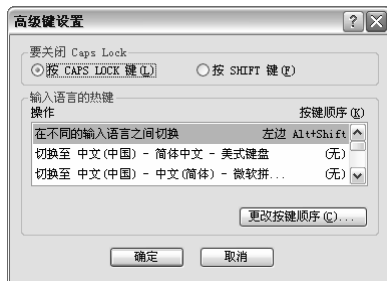 高级键设置
要关闭 Caps Lock
按 CAPS LOCK 键(L) 按 SHIFT 键(F)
输入语言的热键
操作 按键顺序(K)
在不同的输入语言之间切换 左边 Alt+Shift
切换至 中文(中国) - 简体中文 - 美式键盘 (无)
切换至 中文(中国) - 中文(简体) - 微软拼... (无)
更改按键顺序(C)...
确定 取消